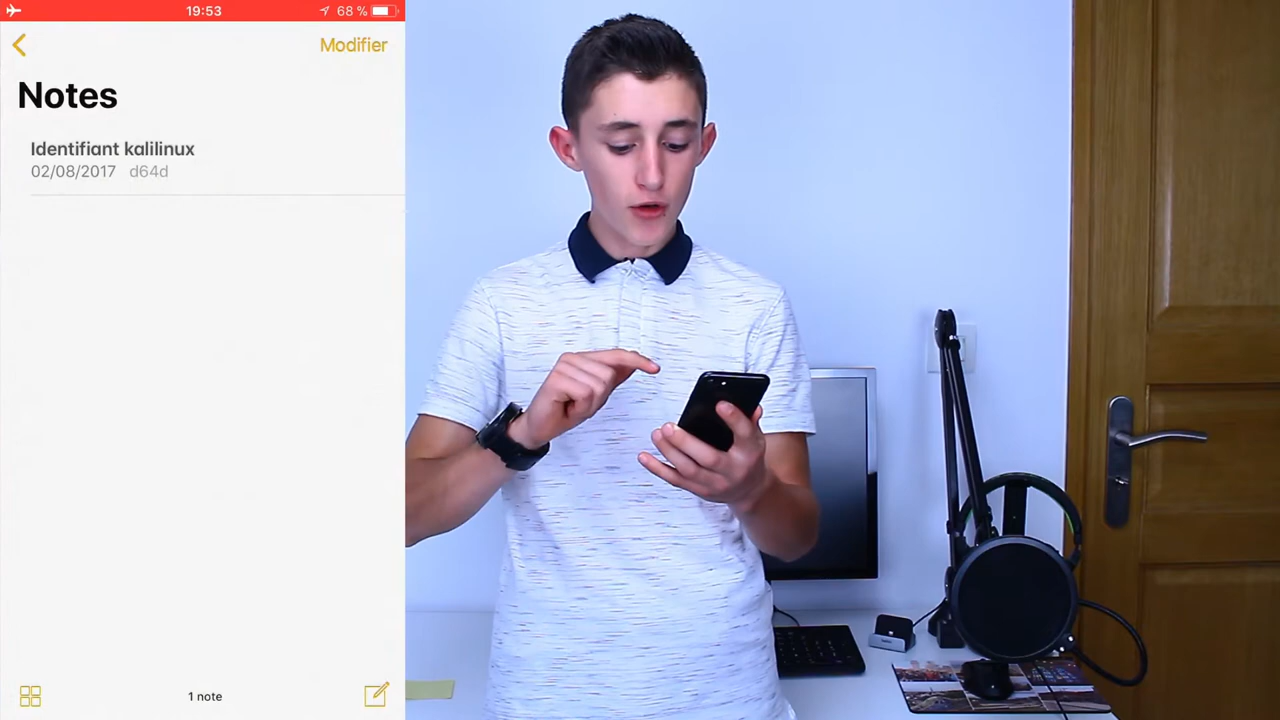 19:53
68 %
Modifier
Notes
Identifiant kalilinux
02/08/2017 d64d
1 note